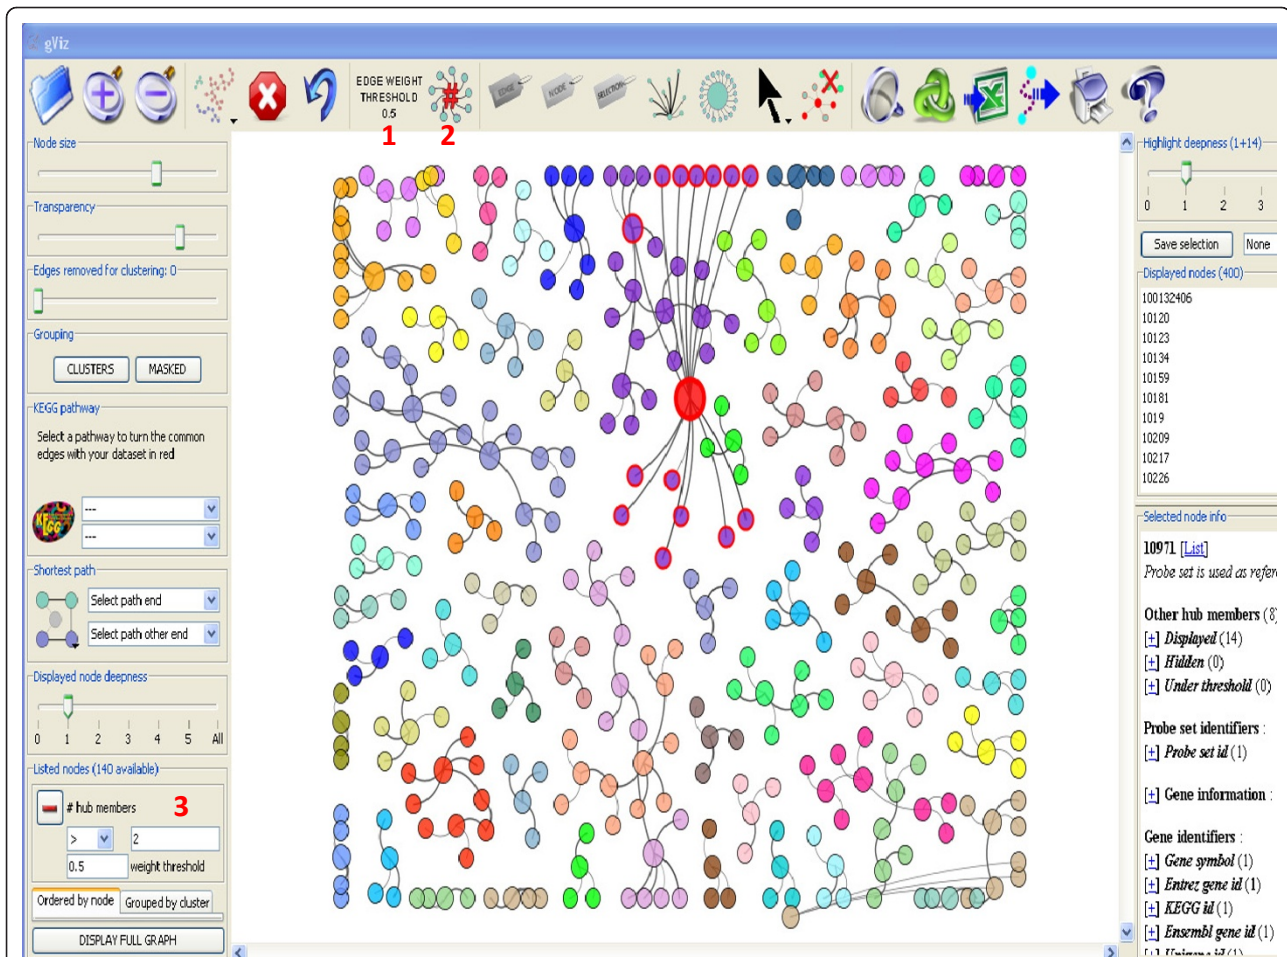 gViz
EDGE WEIGHT
THRESHOLD
0.5
1
2
EDGE
NODE
SELECTION
Node size
Transparency
Edges removed for clustering: 0
Grouping
CLUSTERS
MASKED
KEGG pathway
Select a pathway to turn the common
edges with your dataset in red
KEGG
---
---
Shortest path
Select path end
Select path other end
Displayed node deepness
0 1 2 3 4 5 All
Listed nodes (140 available)
# hub members
3
> 2
0.5 weight threshold
Ordered by node
Grouped by cluster
DISPLAY FULL GRAPH
Highlight deepness (1+14)
0 1 2 3
Save selection
None
Displayed nodes (400)
100132406
10120
10123
10134
10159
10181
1019
10209
10217
10226
Selected node info
10971 [List]
Probe set is used as refer
Other hub members (8)
[+] Displayed (14)
[+] Hidden (0)
[+] Under threshold (0)
Probe set identifiers :
[+] Probe set id (1)
[+] Gene information :
Gene identifiers :
[+] Gene symbol (1)
[+] Entrez gene id (1)
[+] KEGG id (1)
[+] Ensembl gene id (1)
[+] Unigene id (1)